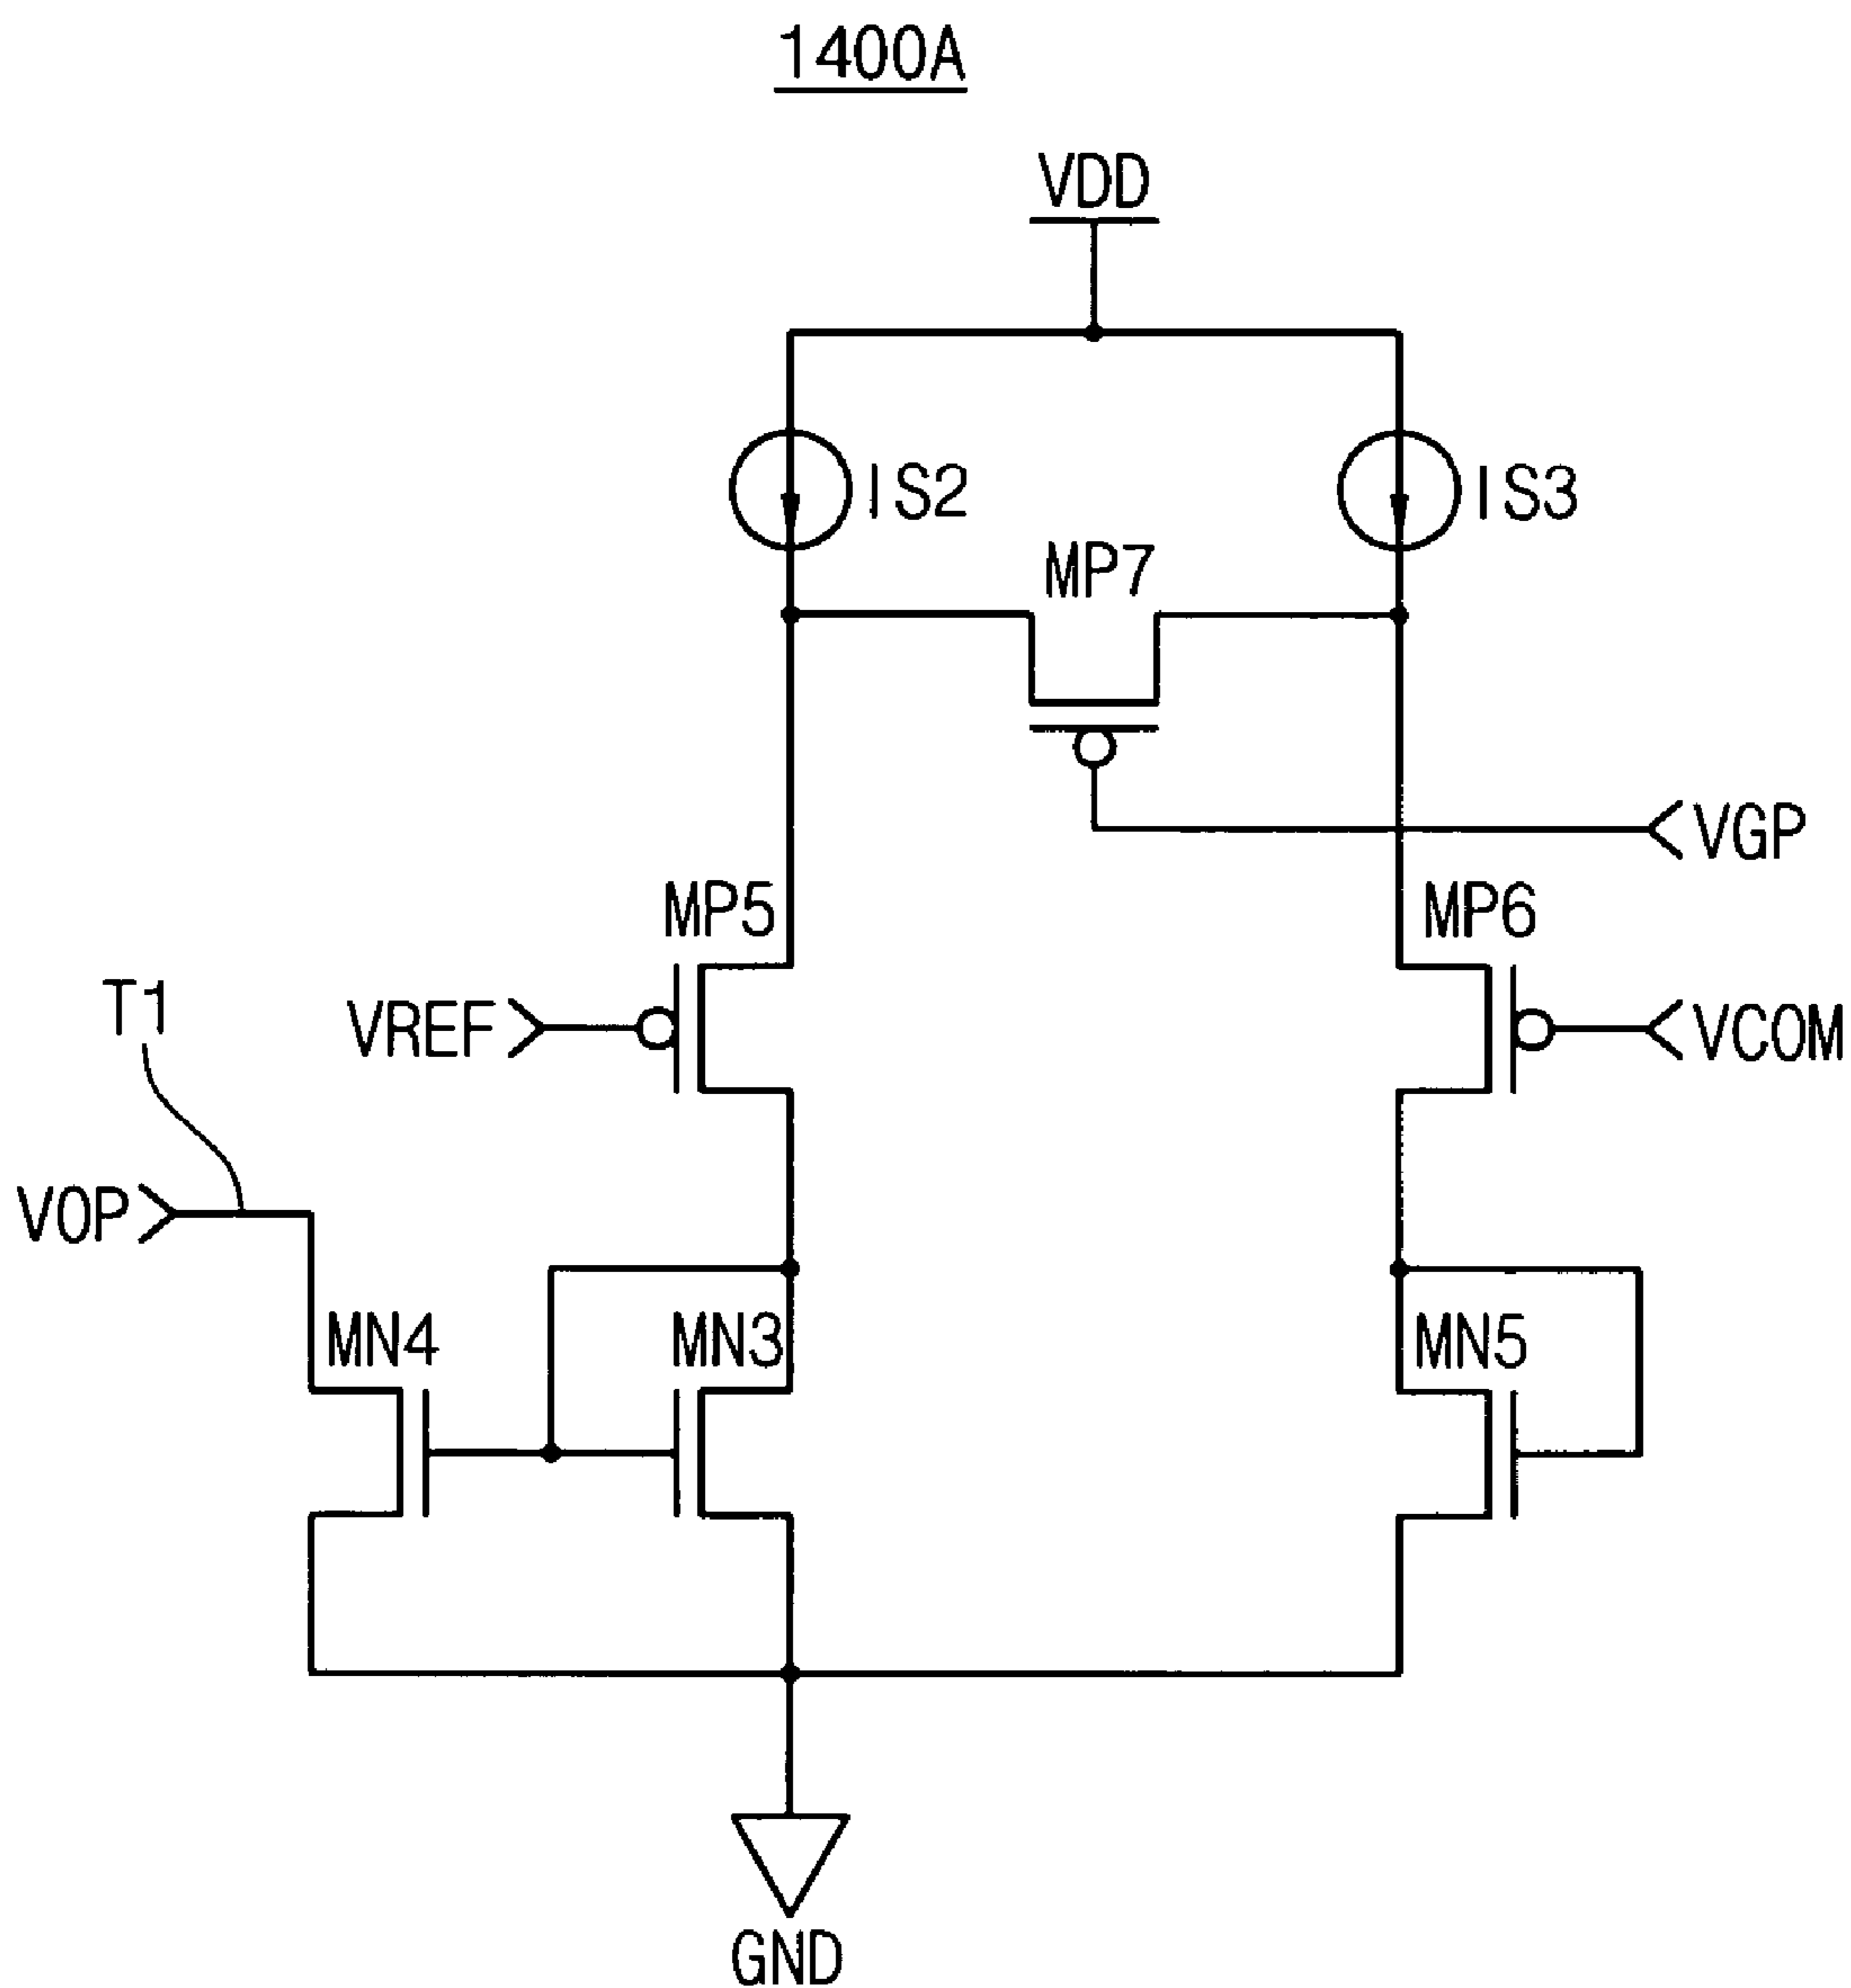 1400A
VDD
IS2
IS3
MP7
VGP
MP5
MP6
T1
VREF
VCOM
VOP
MN4
MN3
MN5
GND